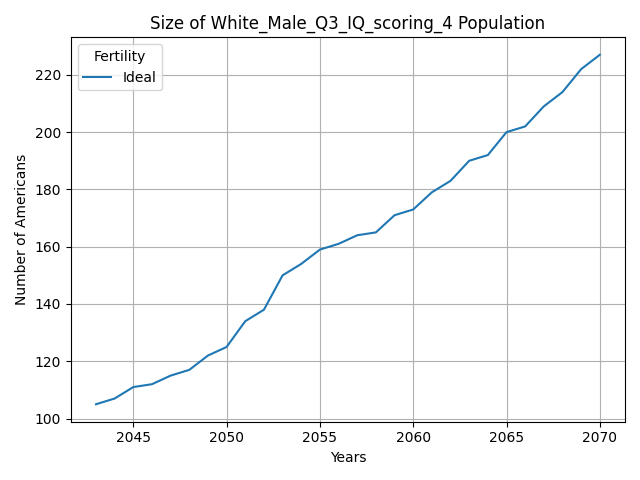 Size of White_Male_Q3_IQ_scoring_4 Population
Fertility
Ideal
Number of Americans
220
200
180
160
140
120
100
2045 2050 2055 2060 2065 2070
Years